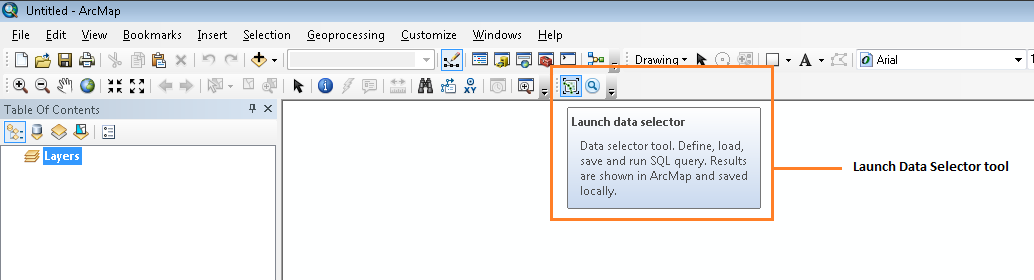 Untitled - ArcMap
File Edit View Bookmarks Insert Selection Geoprocessing Customize Windows Help
Drawing A Arial 1
XY
Table Of Contents
Layers
Launch data selector
Data selector tool. Define, load,
save and run SQL query. Results
are shown in ArcMap and saved
locally.
Launch Data Selector tool